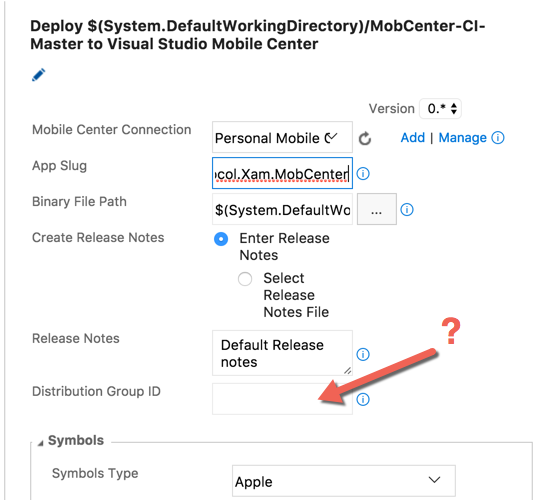 Deploy $(System.DefaultWorkingDirectory)/MobCenter-CI-
Master to Visual Studio Mobile Center
Version 0.*
Mobile Center Connection
Personal Mobile C
Add | Manage
App Slug
col.Xam.MobCenter
Binary File Path
$(System.DefaultWo
...
Create Release Notes
Enter Release
Notes
Select
Release
Notes File
?
Release Notes
Default Release
notes
Distribution Group ID
Symbols
Symbols Type
Apple